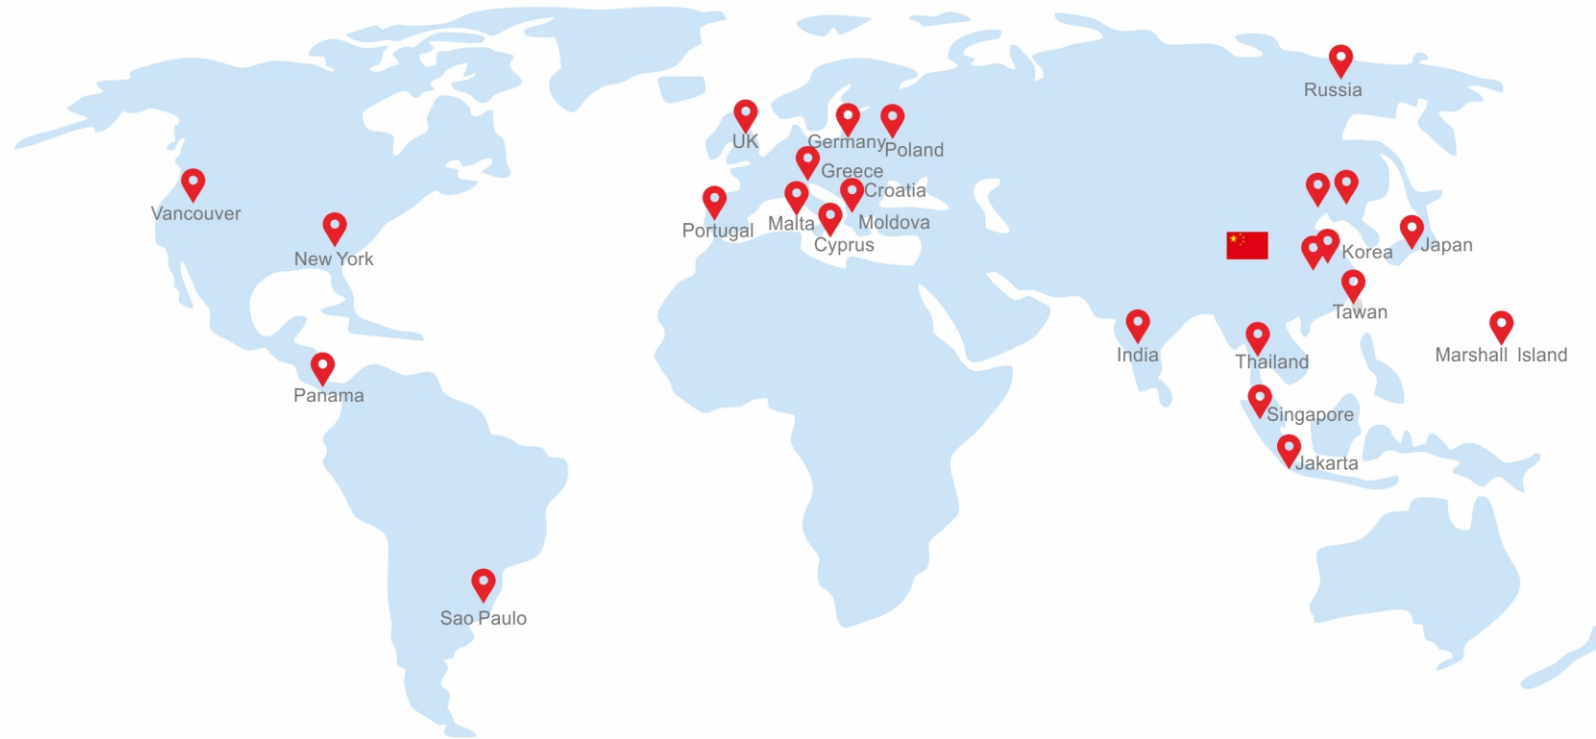 Russia
UK
Germany
Poland
Greece
Croatia
Vancouver
Malta
Moldova
Portugal
Cyprus
New York
Korea
Japan
Tawan
India
Thailand
Marshall Island
Panama
Singapore
Jakarta
Sao Paulo